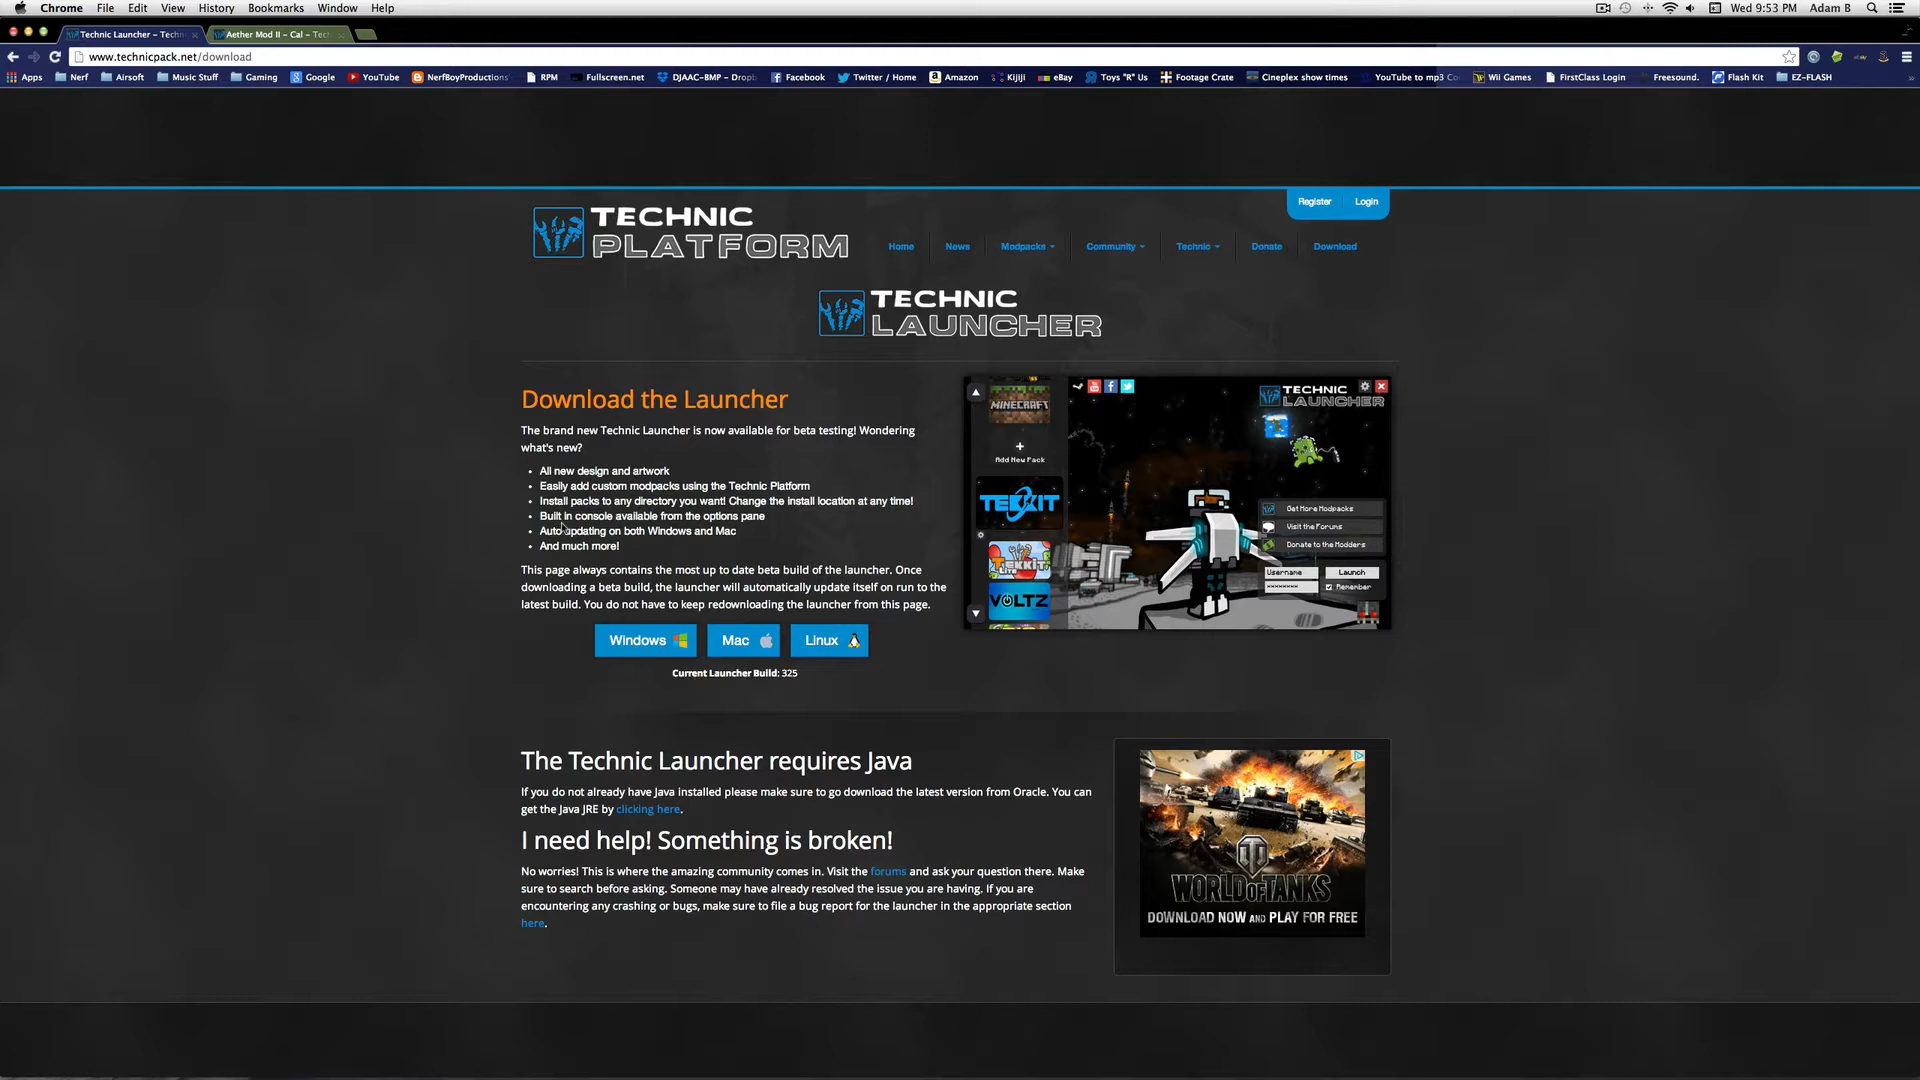 Chrome File Edit View History Bookmarks Window Help Wed 9:53 PM Adam B
Technic Launcher – Techn Aether Mod II – Cal – Tec
www.technicpack.net/download
Apps Nerf Airsoft Music Stuff Gaming Google YouTube NerfBoyProductions' RPM Fullscreen.net DJAAC-BMP – Dropb Facebook Twitter / Home Amazon Kijiji eBay Toys "R" Us Footage Crate Cineplex show times YouTube to mp3 Co Wii Games FirstClass Login Freesound. Flash Kit EZ-FLASH
Register Login
TECHNIC
PLATFORM
Home News Modpacks Community Technic Donate Download
TECHNIC
LAUNCHER
Download the Launcher
The brand new Technic Launcher is now available for beta testing! Wondering
what's new?
• All new design and artwork
• Easily add custom modpacks using the Technic Platform
• Install packs to any directory you want! Change the install location at any time!
• Built in console available from the options pane
• Auto updating on both Windows and Mac
• And much more!
This page always contains the most up to date beta build of the launcher. Once
downloading a beta build, the launcher will automatically update itself on run to the
latest build. You do not have to keep redownloading the launcher from this page.
Windows Mac Linux
Current Launcher Build: 325
MINECRAFT
Add New Pack
TEKKIT
TEKKIT
LITE
VOLTZ
You
TECHNIC
LAUNCHER
Get More Modpacks
Visit the Forums
Donate to the Modders
Username Launch
******** Remember
The Technic Launcher requires Java
If you do not already have Java installed please make sure to go download the latest version from Oracle. You can
get the Java JRE by clicking here.
I need help! Something is broken!
No worries! This is where the amazing community comes in. Visit the forums and ask your question there. Make
sure to search before asking. Someone may have already resolved the issue you are having. If you are
encountering any crashing or bugs, make sure to file a bug report for the launcher in the appropriate section
here.
WORLD OF TANKS
DOWNLOAD NOW AND PLAY FOR FREE